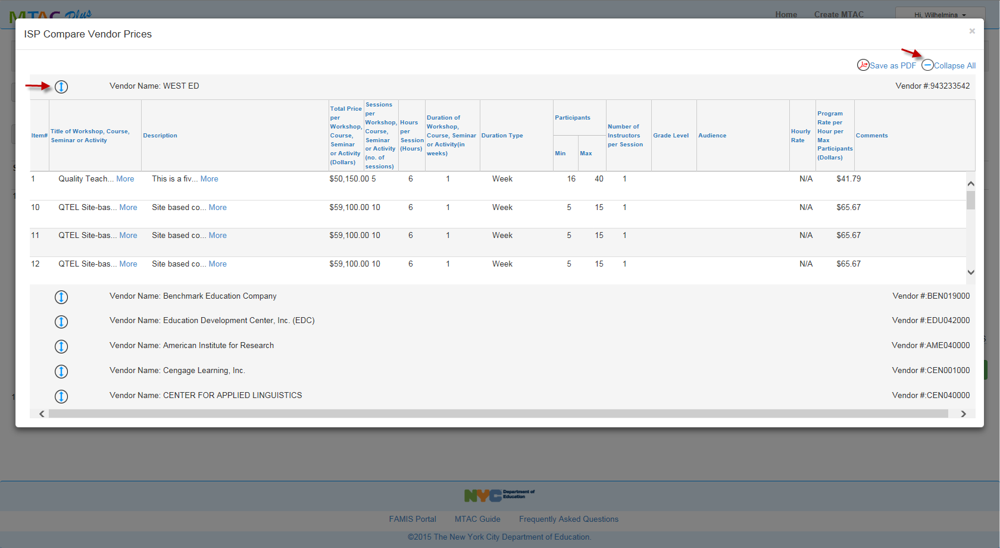 MTAC Plus
Home
Create MTAC
Hi, Wilhelmina
ISP Compare Vendor Prices
×
Save as PDF
Collapse All
Vendor Name: WEST ED
Vendor #:943233542
Item#
Title of Workshop, Course,
Seminar or Activity
Description
Total Price
per
Workshop,
Course,
Seminar
or Activity
(Dollars)
Sessions
per
Workshop,
Course,
Seminar
or Activity
(no. of
sessions)
Hours
per
Session
(Hours)
Duration of
Workshop,
Course, Seminar
or Activity(in
weeks)
Duration Type
Participants
Min
Max
Number of
Instructors
per Session
Grade Level
Audience
Hourly
Rate
Program
Rate per
Hour per
Max
Participants
(Dollars)
Comments
1 Quality Teach... More This is a fiv... More $50,150.00 5 6 1 Week 16 40 1 N/A $41.79
10 QTEL Site-bas... More Site based co... More $59,100.00 10 6 1 Week 5 15 1 N/A $65.67
11 QTEL Site-bas... More Site based co... More $59,100.00 10 6 1 Week 5 15 1 N/A $65.67
12 QTEL Site-bas... More Site based co... More $59,100.00 10 6 1 Week 5 15 1 N/A $65.67
Vendor Name: Benchmark Education Company
Vendor #:BEN019000
Vendor Name: Education Development Center, Inc. (EDC)
Vendor #:EDU042000
Vendor Name: American Institute for Research
Vendor #:AME040000
Vendor Name: Cengage Learning, Inc.
Vendor #:CEN001000
Vendor Name: CENTER FOR APPLIED LINGUISTICS
Vendor #:CEN040000
NYC Department of
Education
FAMIS Portal
MTAC Guide
Frequently Asked Questions
©2015 The New York City Department of Education.